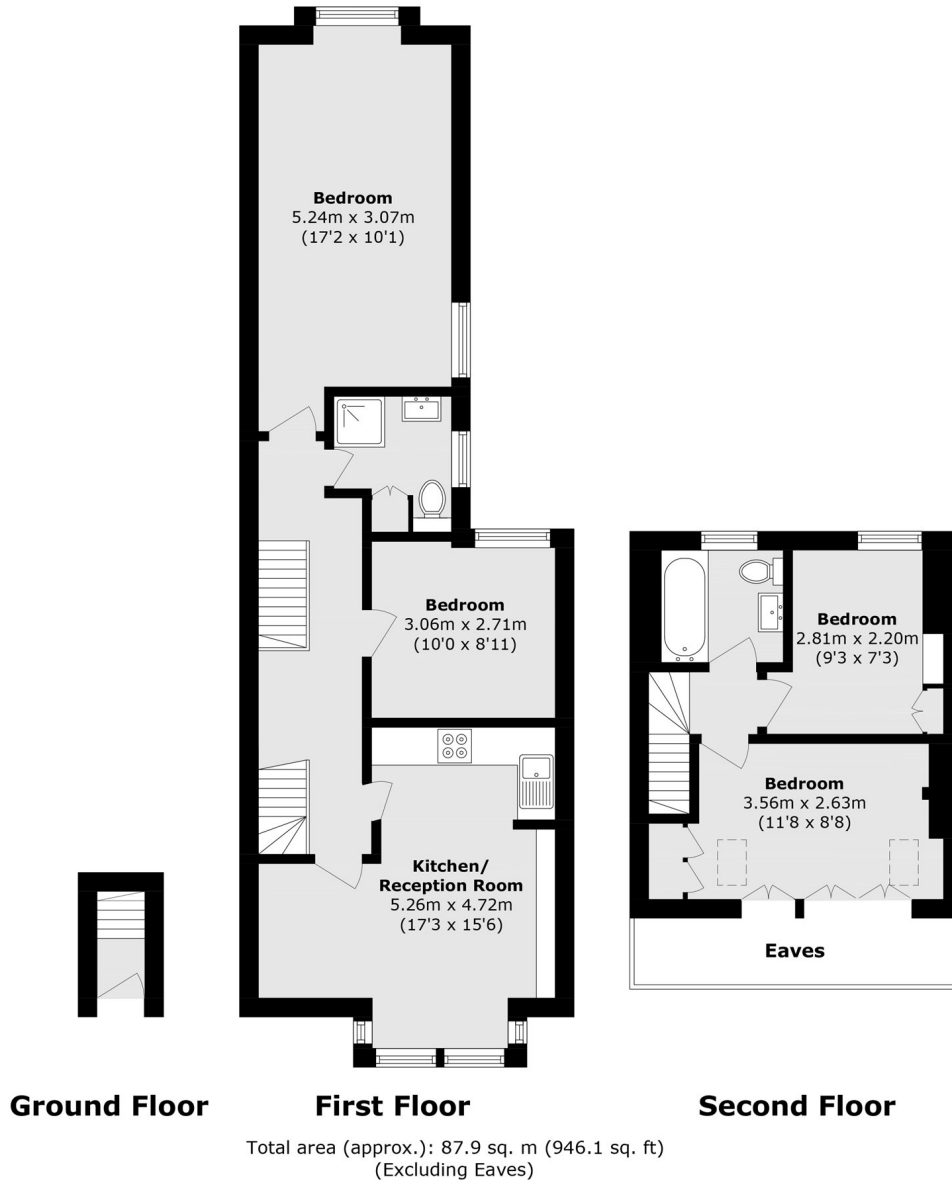 Bedroom
5.24m x 3.07m
(17'2 x 10'1)
Bedroom
3.06m x 2.71m
(10'0 x 8'11)
Kitchen/
Reception Room
5.26m x 4.72m
(17'3 x 15'6)
Bedroom
2.81m x 2.20m
(9'3 x 7'3)
Bedroom
3.56m x 2.63m
(11'8 x 8'8)
Eaves
Ground Floor
First Floor
Second Floor
Total area (approx.): 87.9 sq. m (946.1 sq. ft)
(Excluding Eaves)